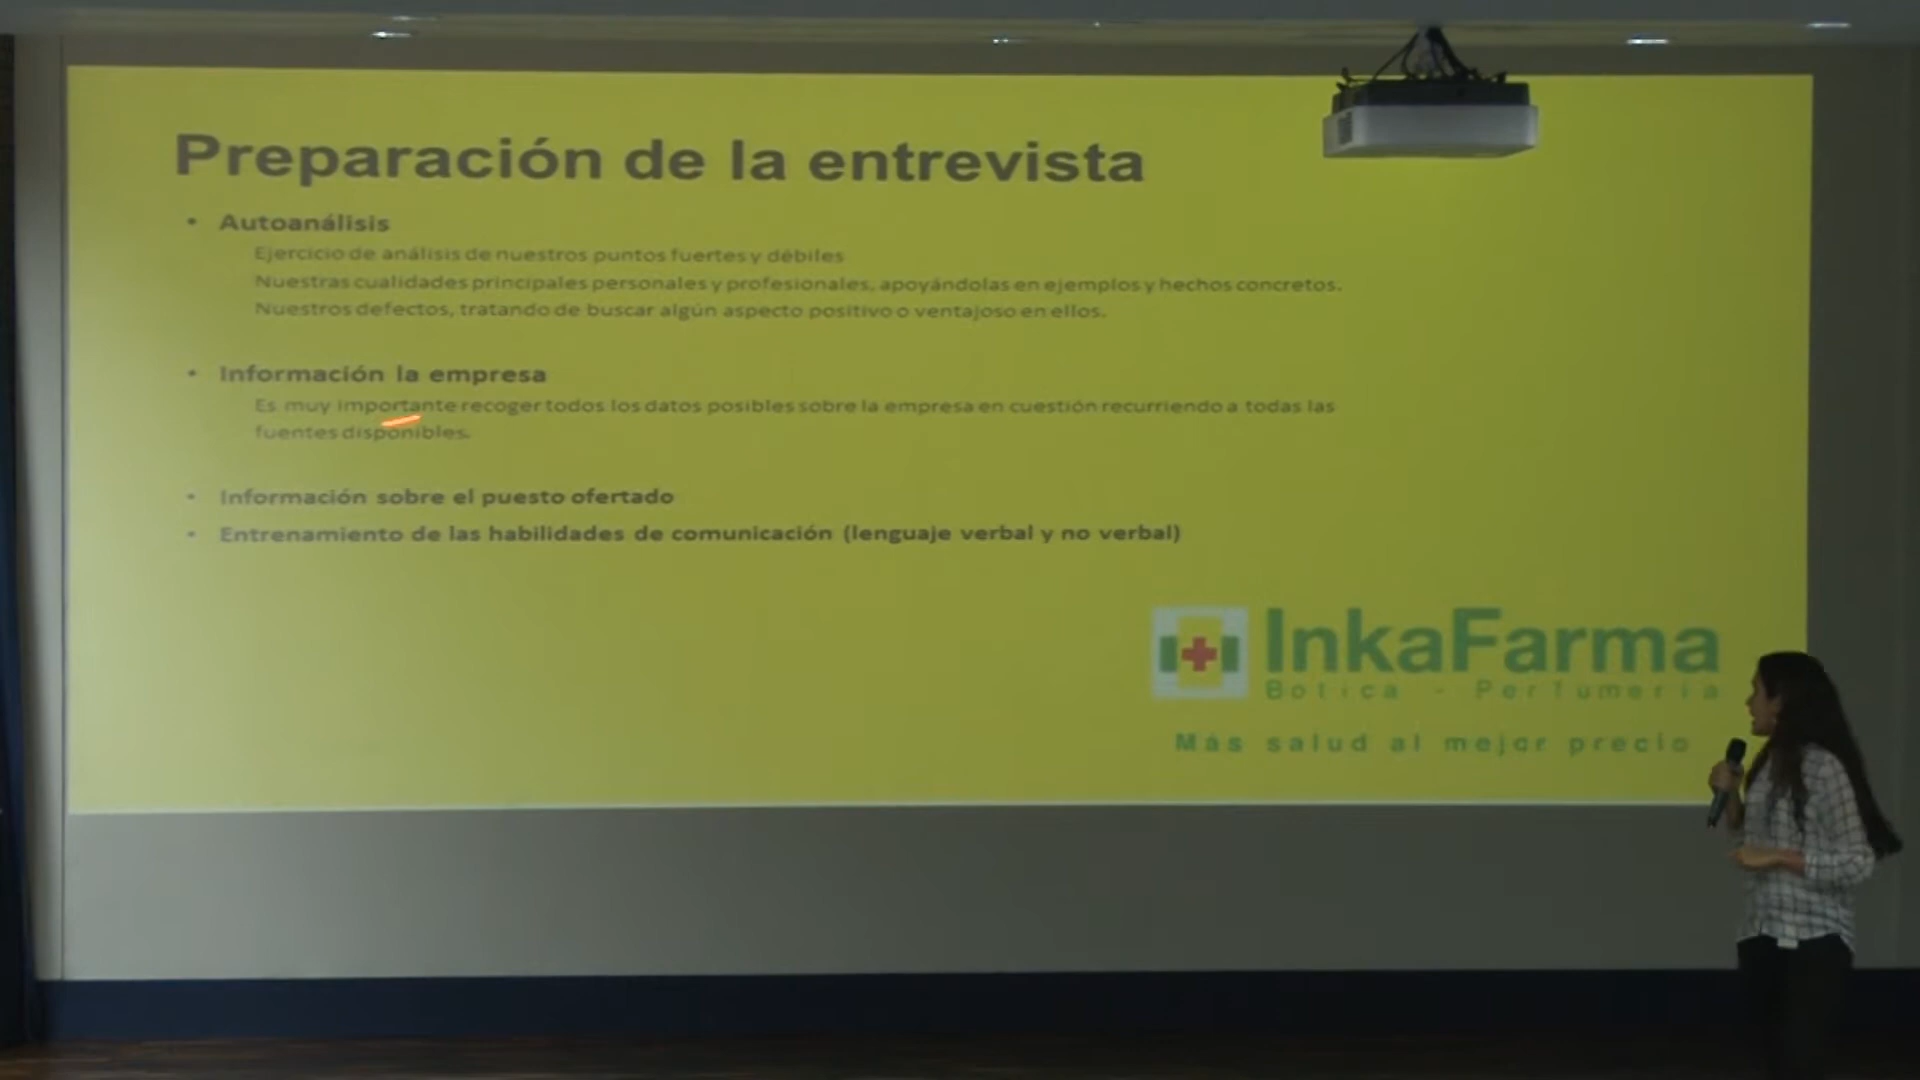 Preparación de la entrevista
• Autoanálisis
Ejercicio de análisis de nuestros puntos fuertes y débiles
Nuestras cualidades principales personales y profesionales, apoyándolas en ejemplos y hechos concretos.
Nuestros defectos, tratando de buscar algún aspecto positivo o ventajoso en ellos.
• Información la empresa
Es muy importante recoger todos los datos posibles sobre la empresa en cuestión recurriendo a todas las
fuentes disponibles.
• Información sobre el puesto ofertado
• Entrenamiento de las habilidades de comunicación (lenguaje verbal y no verbal)
InkaFarma
Botica - Perfumeria
Más salud al mejor precio